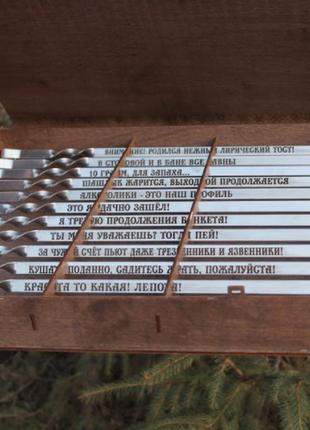 ВНИМАНИЕ! РОДИЛСЯ НЕЖНЫЙ ЛИРИЧЕСКИЙ ТОСТ!
В СТОЛОВОЙ И В БАНЕ ВСЕ РАВНЫ
10 ГРАММ, ДЛЯ ЗАПАХА...
ШАШЛЫК ЖАРИТСЯ, ВЫХОДНОЙ ПРОДОЛЖАЕТСЯ
АЛКОГОЛИКИ - ЭТО НАШ ПРОФИЛЬ
ЭТО Я УДАЧНО ЗАШЁЛ!
Я ТРЕБУЮ ПРОДОЛЖЕНИЯ БАНКЕТА!
ТЫ МЕНЯ УВАЖАЕШЬ? ТОГДА ПЕЙ!
ЗА ЧУЖОЙ СЧЁТ ПЬЮТ ДАЖЕ ТРЕЗВЕННИКИ И ЯЗВЕННИКИ!
КУШАТЬ ПОДАННО, САДИТЕСЬ ЖРАТЬ, ПОЖАЛУЙСТА!
КРАСОТА ТО КАКАЯ! ЛЕПОТА!